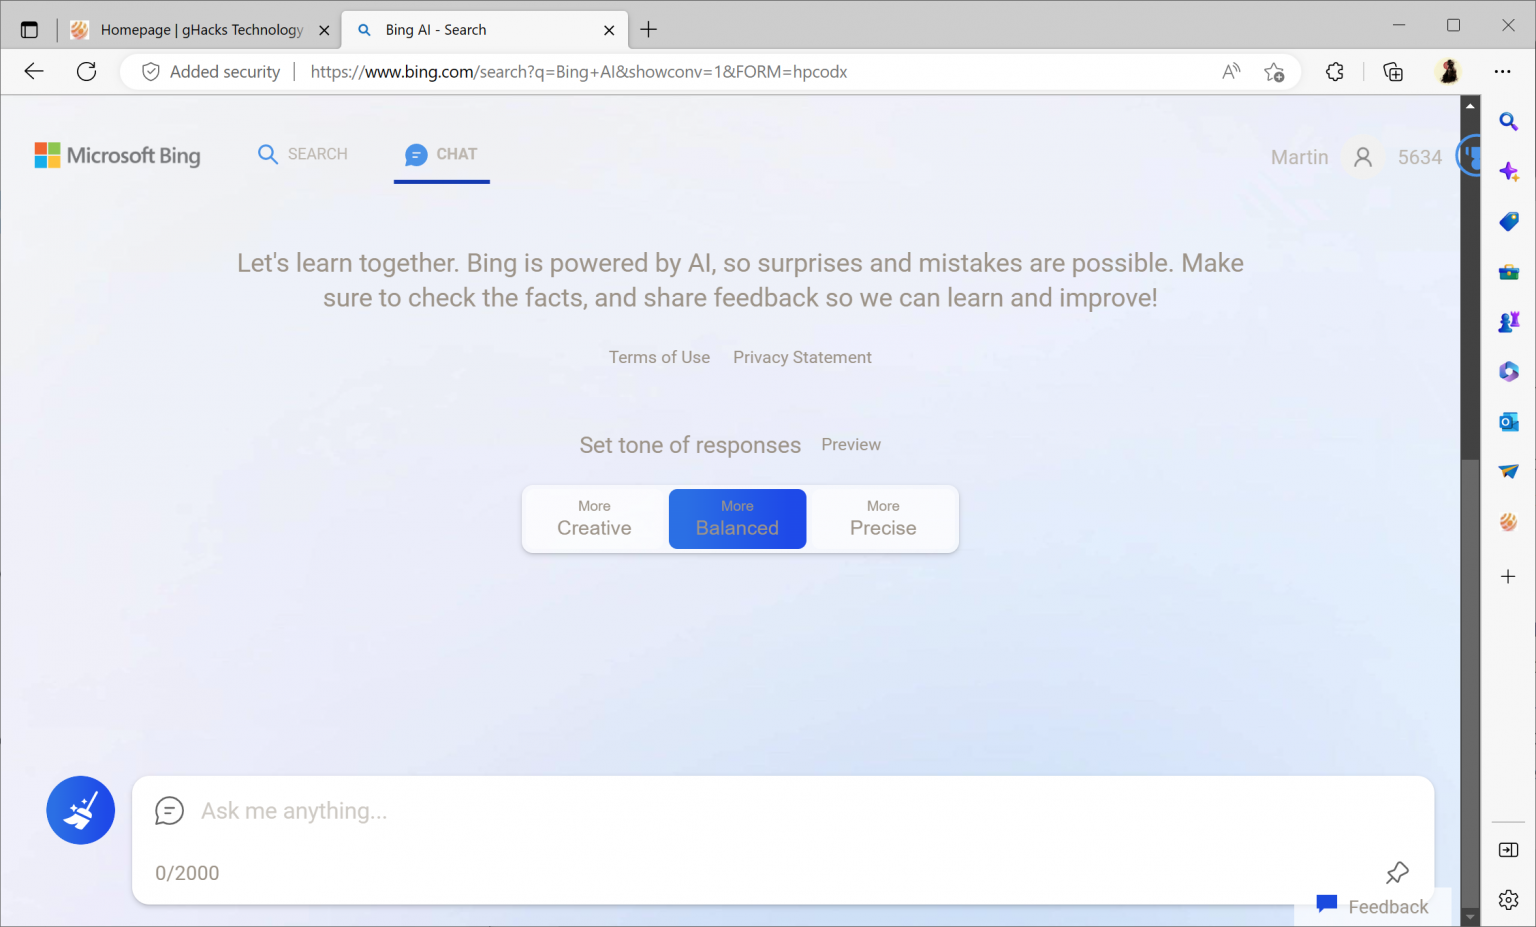 Homepage | gHacks Technology
Bing AI - Search
Added security
https://www.bing.com/search?q=Bing+AI&showconv=1&FORM=hpcodx
Microsoft Bing
SEARCH
CHAT
Martin
5634
Let's learn together. Bing is powered by AI, so surprises and mistakes are possible. Make
sure to check the facts, and share feedback so we can learn and improve!
Terms of Use Privacy Statement
Set tone of responses Preview
More
Creative
More
Balanced
More
Precise
Ask me anything...
0/2000
Feedback